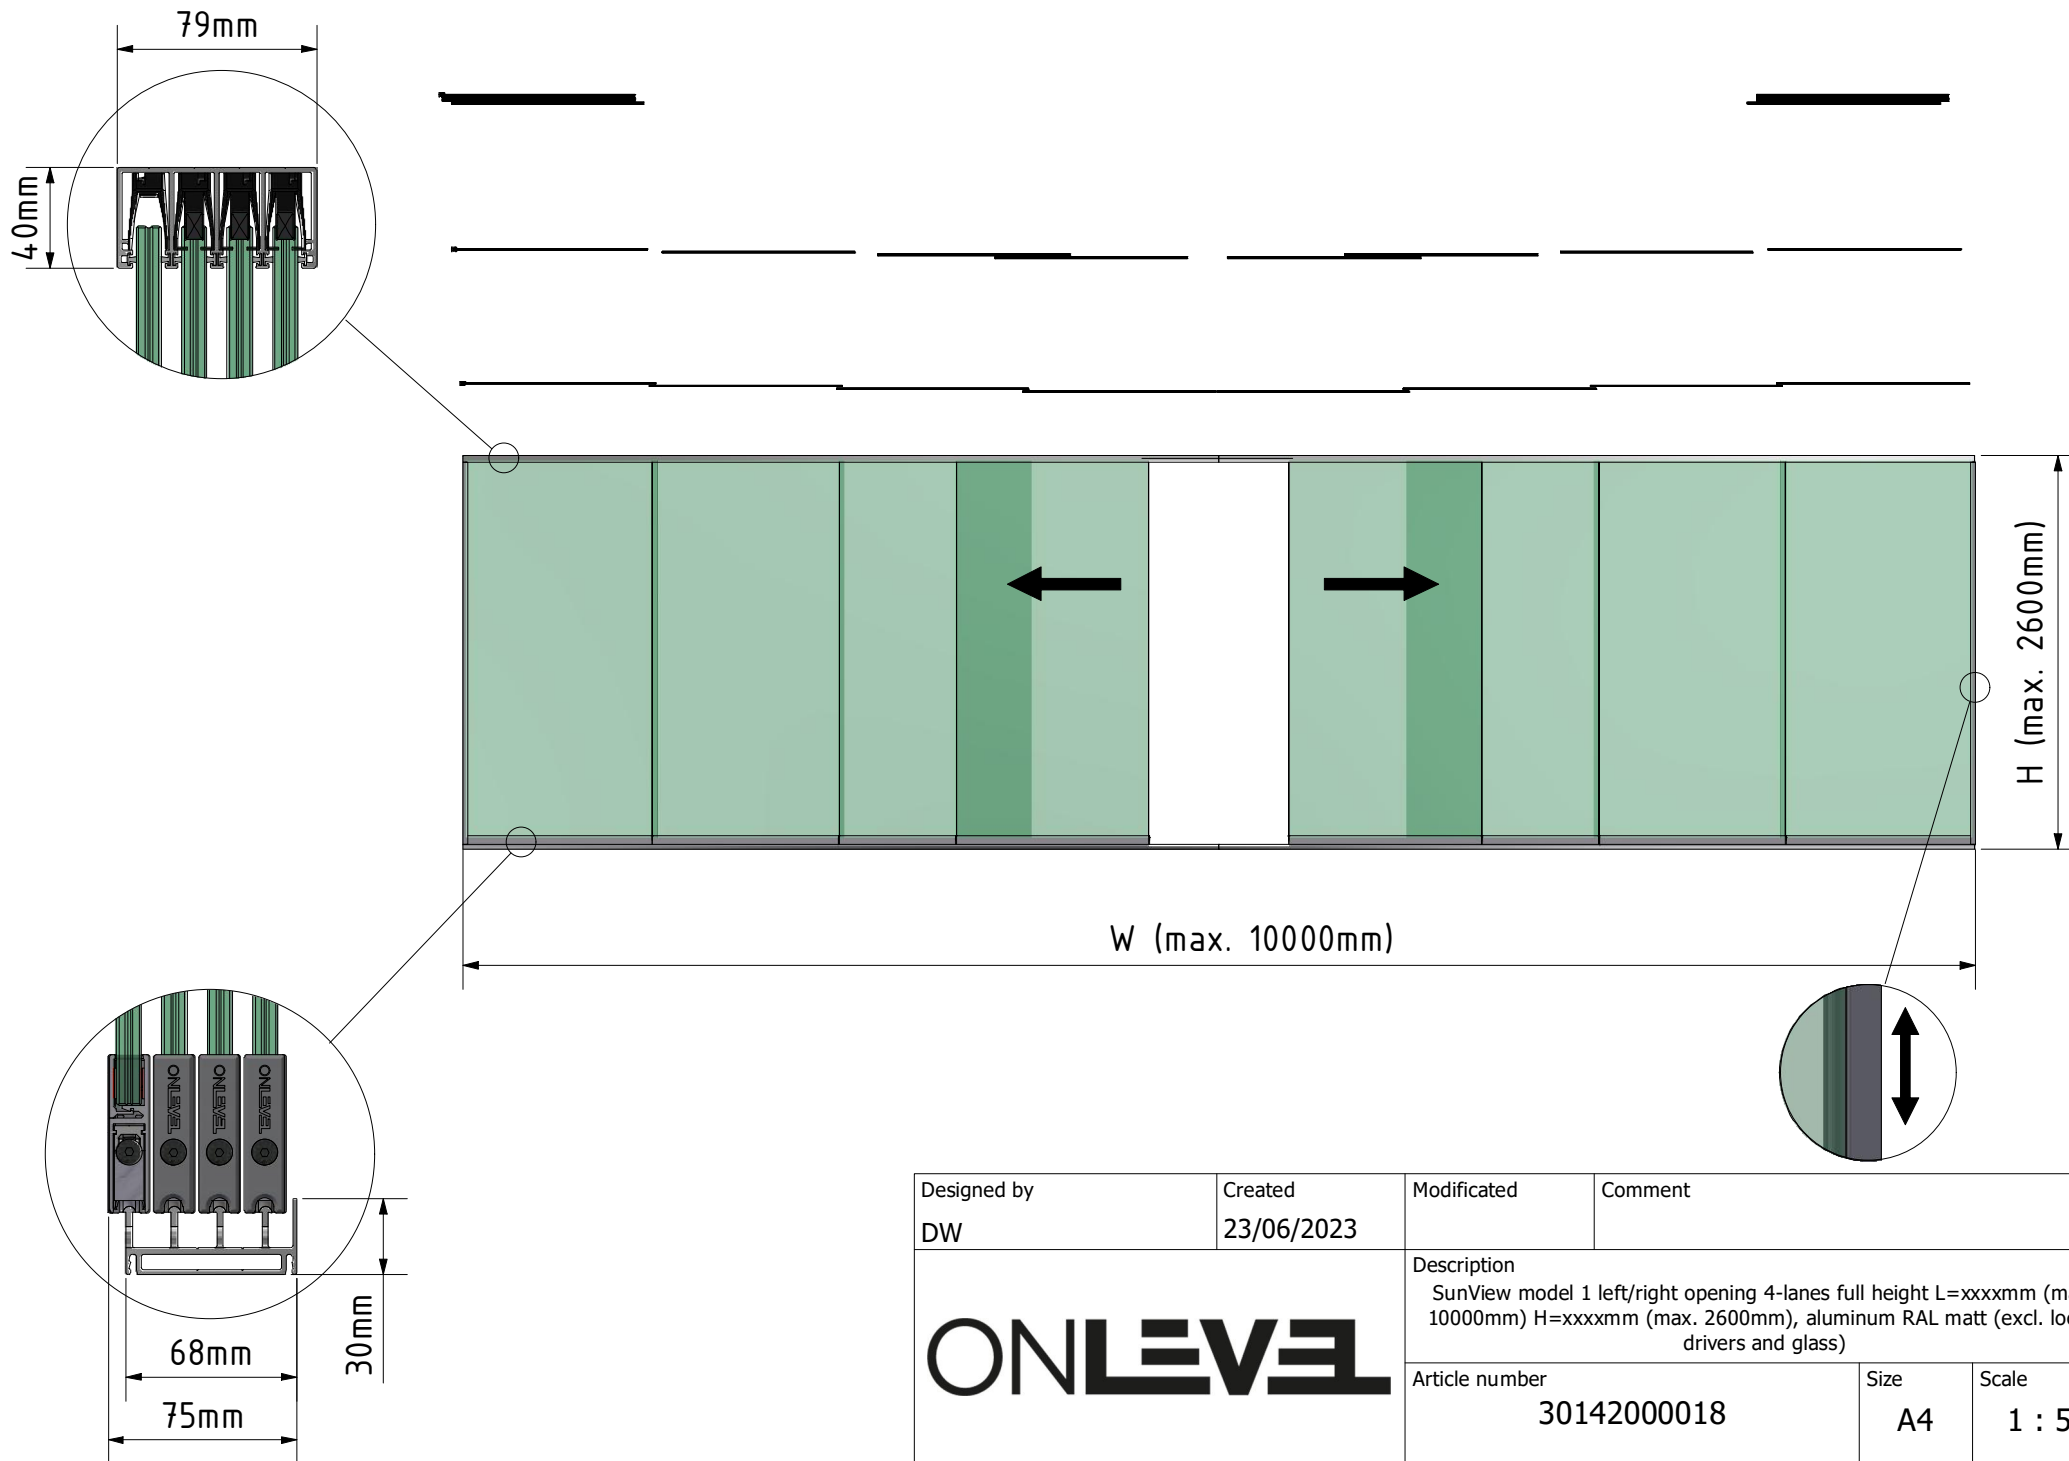 79mm
40mm
H (max. 2600mm)
W (max. 10000mm)
ONLEVEL
ONLEVEL
ONLEVEL
30mm
68mm
75mm
Designed by
DW
Created
23/06/2023
Modificated
Comment
ONLEVEL
Description
SunView model 1 left/right opening 4-lanes full height L=xxxxmm
10000mm) H=xxxxmm (max. 2600mm), aluminum RAL matt (excl.
drivers and glass)
Article number
30142000018
Size
A4
Scale
1 : 5